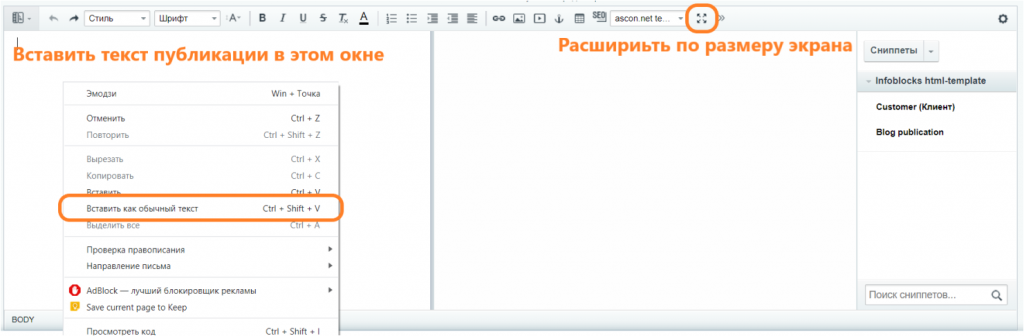 Стиль Шрифт A B I U S Tx A SEO ascon.net te... »
Вставить текст публикации в этом окне
Расшириьть по размеру экрана
Сниппеты
Infoblocks html-template
Customer (Клиент)
Blog publication
Эмодзи Win + Точка
Отменить Ctrl + Z
Повторить Ctrl + Shift + Z
Вырезать Ctrl + X
Копировать Ctrl + C
Вставить Ctrl + V
Вставить как обычный текст Ctrl + Shift + V
Выделить все Ctrl + A
Проверка правописания
Направление письма
AdBlock — лучший блокировщик рекламы
Save current page to Keep
Просмотреть код Ctrl + Shift + I
Поиск сниппетов...
BODY